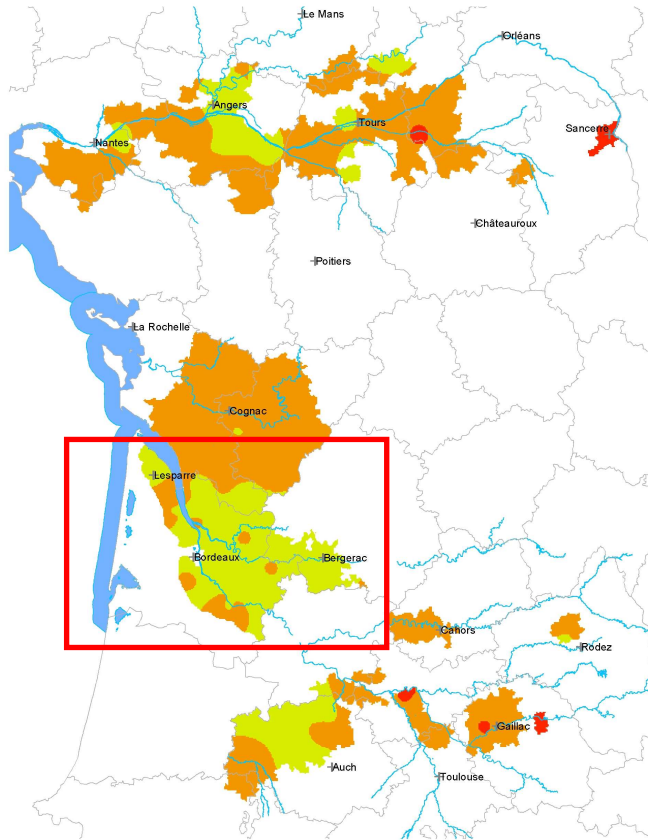 Le Mans
Orléans
Angers
Tours
Sancerre
Nantes
Châteauroux
Poitiers
La Rochelle
Cognac
Lesparre
Bordeaux
Bergerac
Cahors
Rodez
Gaillac
Auch
Toulouse